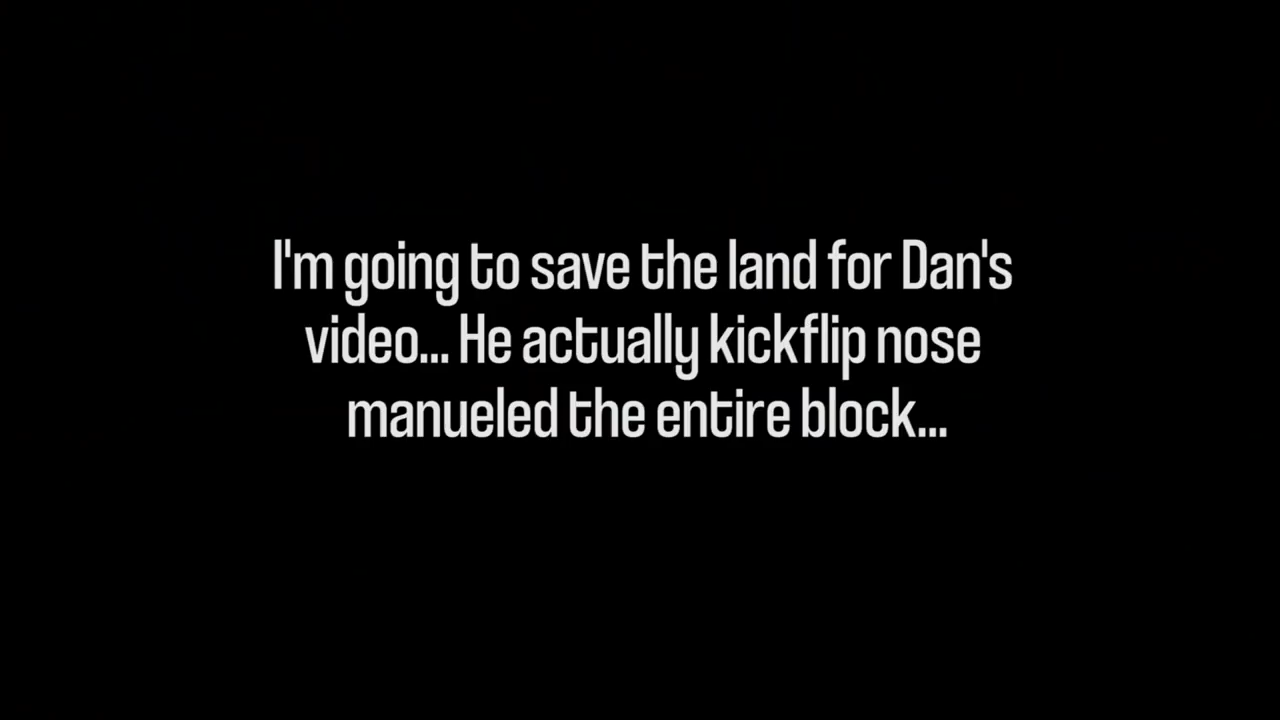 I'm going to save the land for Dan's
video... He actually kickflip nose
manueled the entire block...